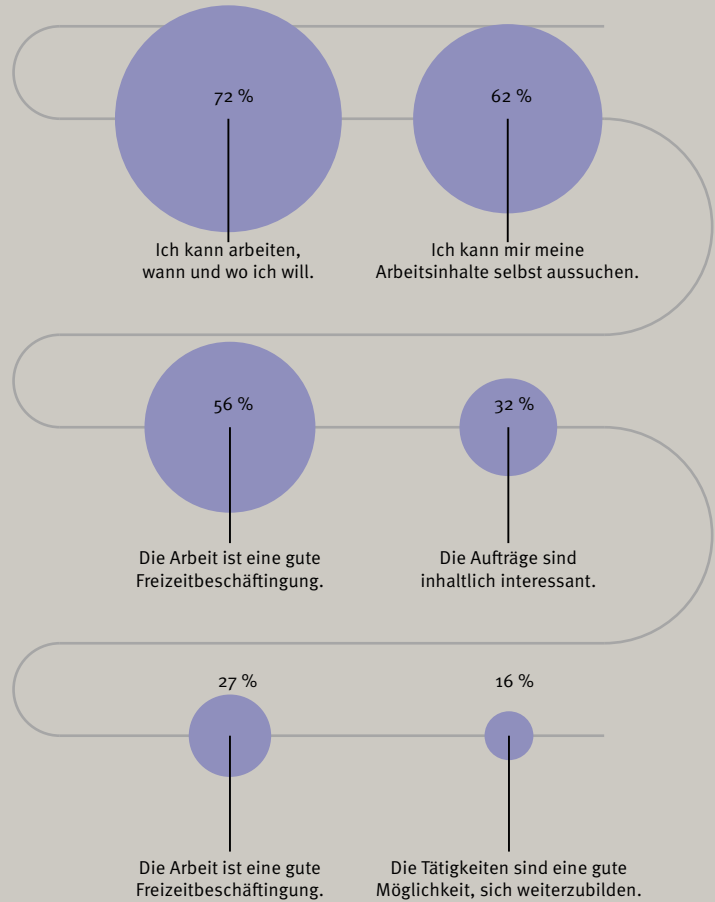 72 %
62 %
Ich kann arbeiten,
wann und wo ich will.
Ich kann mir meine
Arbeitsinhalte selbst aussuchen.
56 %
32 %
Die Arbeit ist eine gute
Freizeitbeschäftingung.
Die Aufträge sind
inhaltlich interessant.
27 %
16 %
Die Arbeit ist eine gute
Freizeitbeschäftingung.
Die Tätigkeiten sind eine gute
Möglichkeit, sich weiterzubilden.